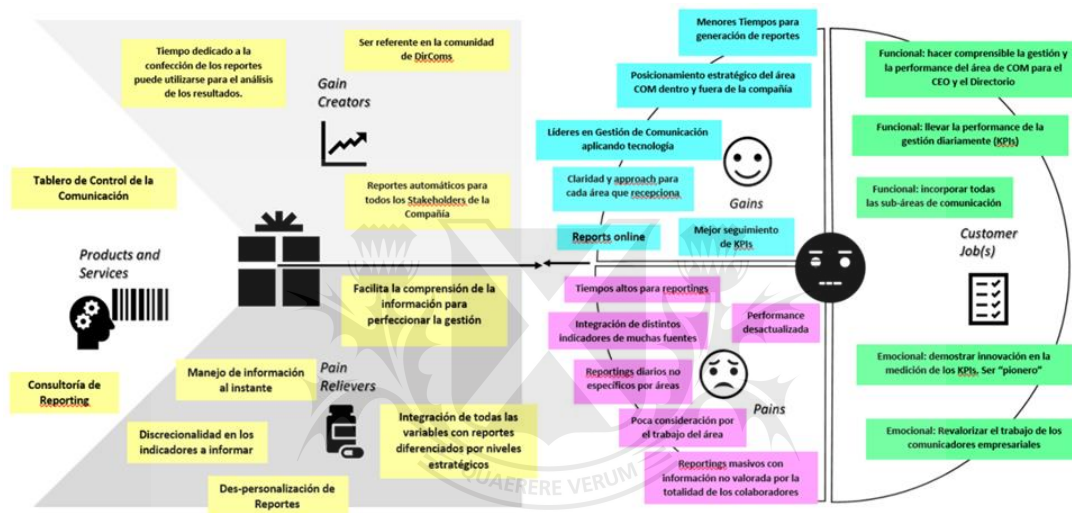 Tiempo dedicado a la
confección de los reportes
puede utilizarse para el análisis
de los resultados.
Ser referente en la comunidad
de DirComs
Gain
Creators
Reportes automáticos para
todos los Stakeholders de la
Compañía
Tablero de Control de la
Comunicación
Products and
Services
Consultoría de
Reporting
Facilita la comprensión de la
información para
perfeccionar la gestión
Manejo de información
al instante
Pain
Relievers
Discrecionalidad en los
indicadores a informar
Integración de todas las
variables con reportes
diferenciados por niveles
estratégicos
Des-personalización de
Reportes
Menores Tiempos para
generación de reportes
Posicionamiento estratégico del área
COM dentro y fuera de la compañía
Líderes en Gestión de Comunicación
aplicando tecnología
Claridad y approach para
cada área que recepciona
Gains
Reports online
Mejor seguimiento
de KPIs
Tiempos altos para reportings
Performance
desactualizada
Integración de distintos
indicadores de muchas fuentes
Reportings diarios no
específicos por áreas
Pains
Poca consideración por
el trabajo del área
Reportings masivos con
información no valorada por la
totalidad de los colaboradores
Funcional: hacer comprensible la gestión y
la performance del área de COM para el
CEO y el Directorio
Funcional: llevar la performance de la
gestión diariamente (KPIs)
Funcional: incorporar todas
las sub-áreas de comunicación
Customer
Job(s)
Emocional: demostrar innovación en la
medición de los KPIs. Ser “pionero”
Emocional: Revalorizar el trabajo de los
comunicadores empresariales
QUAERERE VERUM